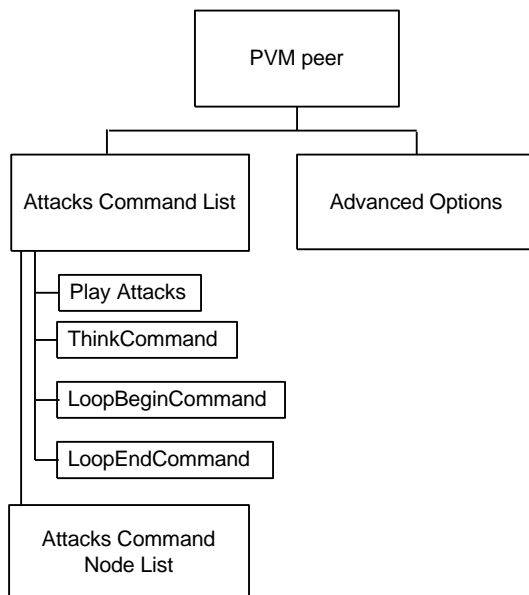 PVM peer
Attacks Command List
Advanced Options
Play Attacks
ThinkCommand
LoopBeginCommand
LoopEndCommand
Attacks Command
Node List